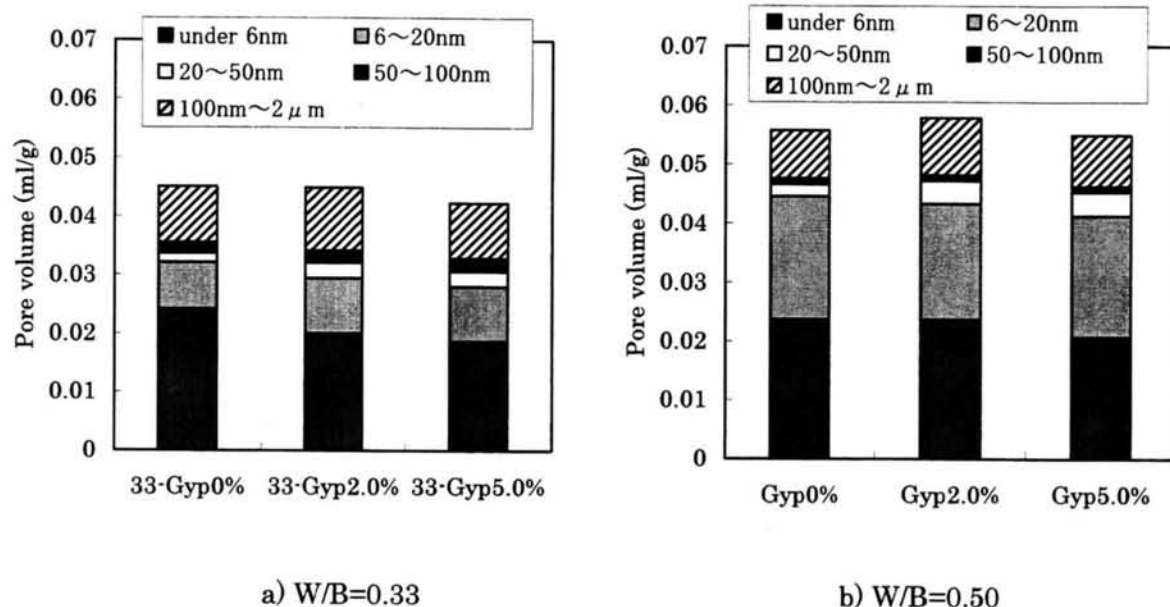 0.07
0.06
0.05
0.04
0.03
0.02
0.01
0
Pore volume (ml/g)
under 6nm
6~20nm
20~50nm
50~100nm
100nm~2μm
33-Gyp0%
33-Gyp2.0%
33-Gyp5.0%
a) W/B=0.33
0.07
0.06
0.05
0.04
0.03
0.02
0.01
0
Pore volume (ml/g)
under 6nm
6~20nm
20~50nm
50~100nm
100nm~2μm
Gyp0%
Gyp2.0%
Gyp5.0%
b) W/B=0.50